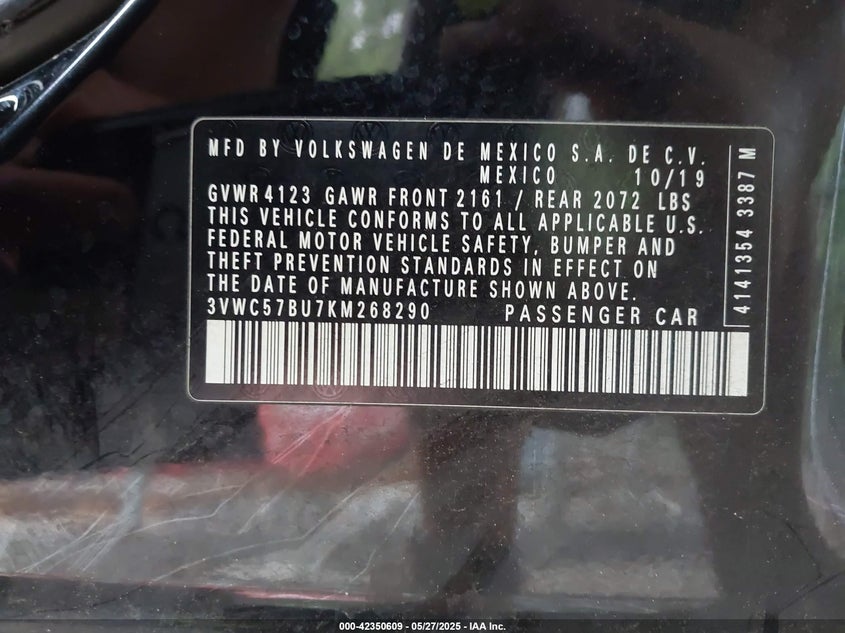 MFD BY VOLKSWAGEN DE MEXICO S.A. DE C.V.
MEXICO 10/19
GVWR 4123 GAWR FRONT 2161 / REAR 2072 LBS
THIS VEHICLE CONFORMS TO ALL APPLICABLE U.S.
FEDERAL MOTOR VEHICLE SAFETY, BUMPER AND
THEFT PREVENTION STANDARDS IN EFFECT ON
THE DATE OF MANUFACTURE SHOWN ABOVE.
3VWC57BU7KM268290 PASSENGER CAR
4141354 3387 M
000-42350609 - 05/27/2025 - IAA Inc.